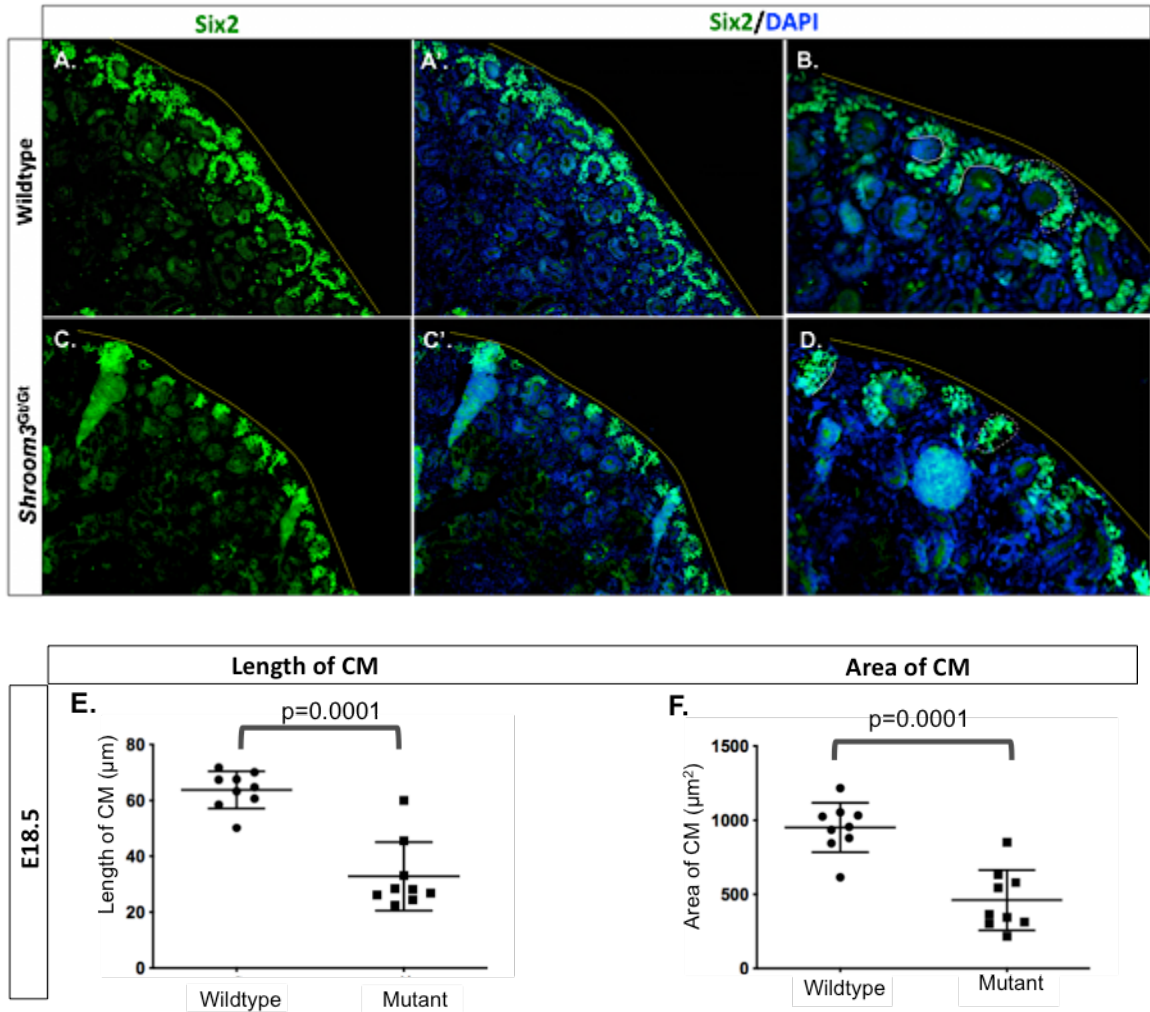 Six2
Six2/DAPI
Wildtype
A.
A'.
B.
Shroom3Gt/Gt
C.
C'.
D.
Length of CM
Area of CM
E18.5
E.
p=0.0001
Length of CM (μm)
80
60
40
20
0
Wildtype
Mutant
F.
p=0.0001
Area of CM (μm²)
1500
1000
500
0
Wildtype
Mutant